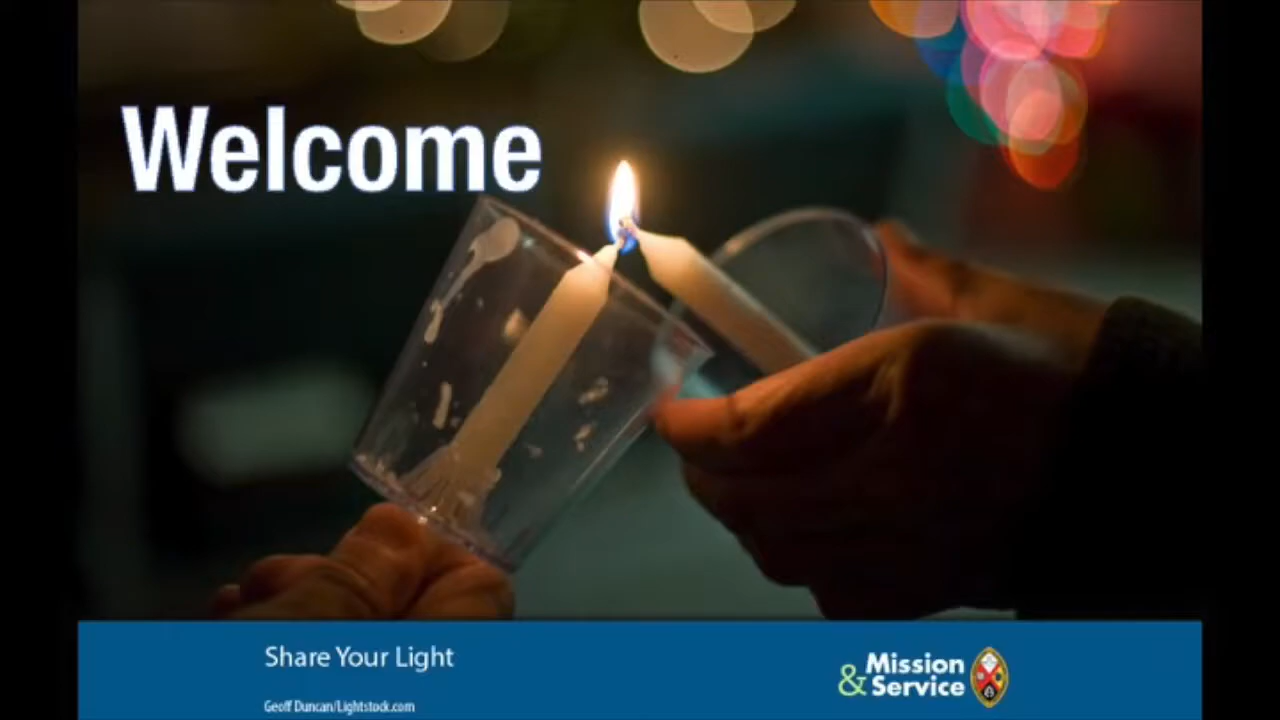 Welcome
Share Your Light
Geoff Duncan/Lightstock.com
Mission
& Service